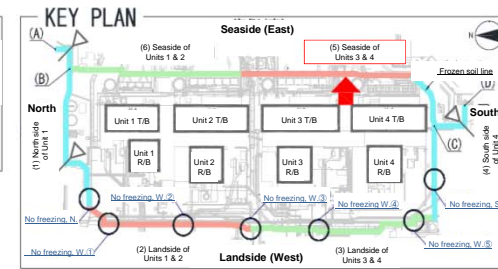 KEY PLAN
Seaside (East)
(A)
(6) Seaside of
Units 1 & 2
(5) Seaside of
Units 3 & 4
N
(B)
Frozen soil line
(D)
North
South
(1) North side
of Unit 1
Unit 1 T/B
Unit 2 T/B
Unit 3 T/B
Unit 4 T/B
(C)
(4) South side
of Unit 4
Unit 1
R/B
Unit 2
R/B
Unit 3
R/B
Unit 4
R/B
No freezing, W.②
No freezing, W.③
No freezing, W.④
No freezing, S
No freezing, N.
No freezing, W.①
(2) Landside of
Units 1 & 2
Landside (West)
(3) Landside of
Units 3 & 4
No freezing, W.⑤